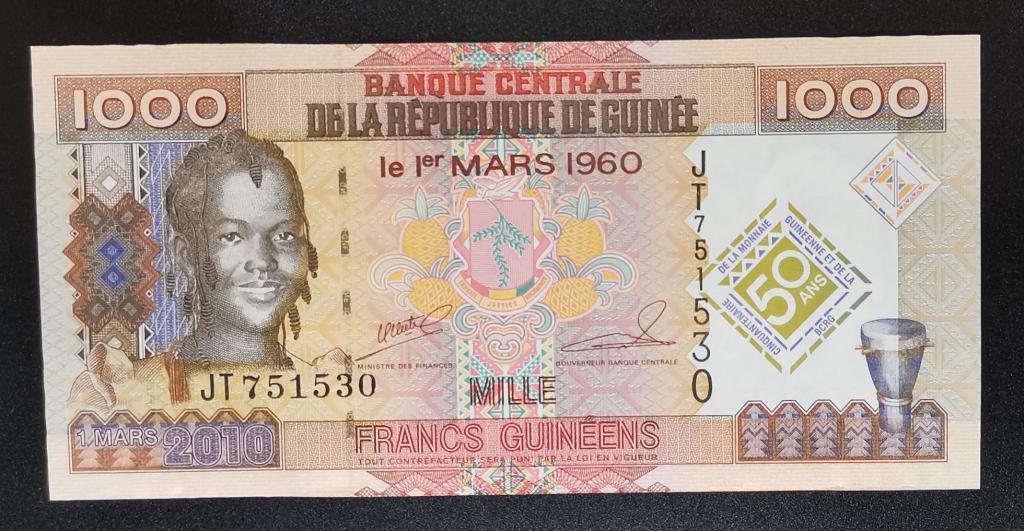 1000
BANQUE CENTRALE
1000
DE LA RÉPUBLIQUE DE GUINÉE
le 1er MARS 1960
JT751530
DE LA MONNAIE
GUINEENNE ET DE LA
50
ANS
CINQUANTENAIRE
BCRG
JUSTICE
MINISTRE DES FINANCES
GOUVERNEUR BANQUE CENTRALE
JT751530
MILLE
1.MARS 2010
FRANCS GUINÉENS
TOUT CONTREFACTEUR SERA PUNI PAR LA LOI EN VIGUEUR